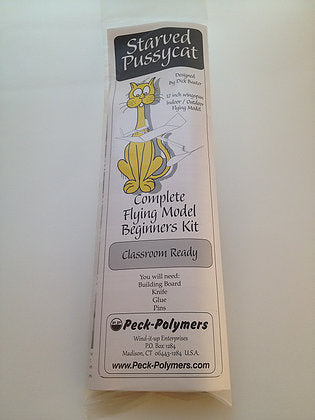 Starved
Pussycat
Designed
By Dick Baxter
17 inch wingspan
Indoor / Outdoor
Flying Model
Complete
Flying Model
Beginners Kit
Classroom Ready
You will need:
Building Board
Knife
Glue
Pins
Peck-Polymers
Wind-it-up Enterprises
P.O. Box 1284
Madison, CT 06443-1284 U.S.A.
www.Peck-Polymers.com